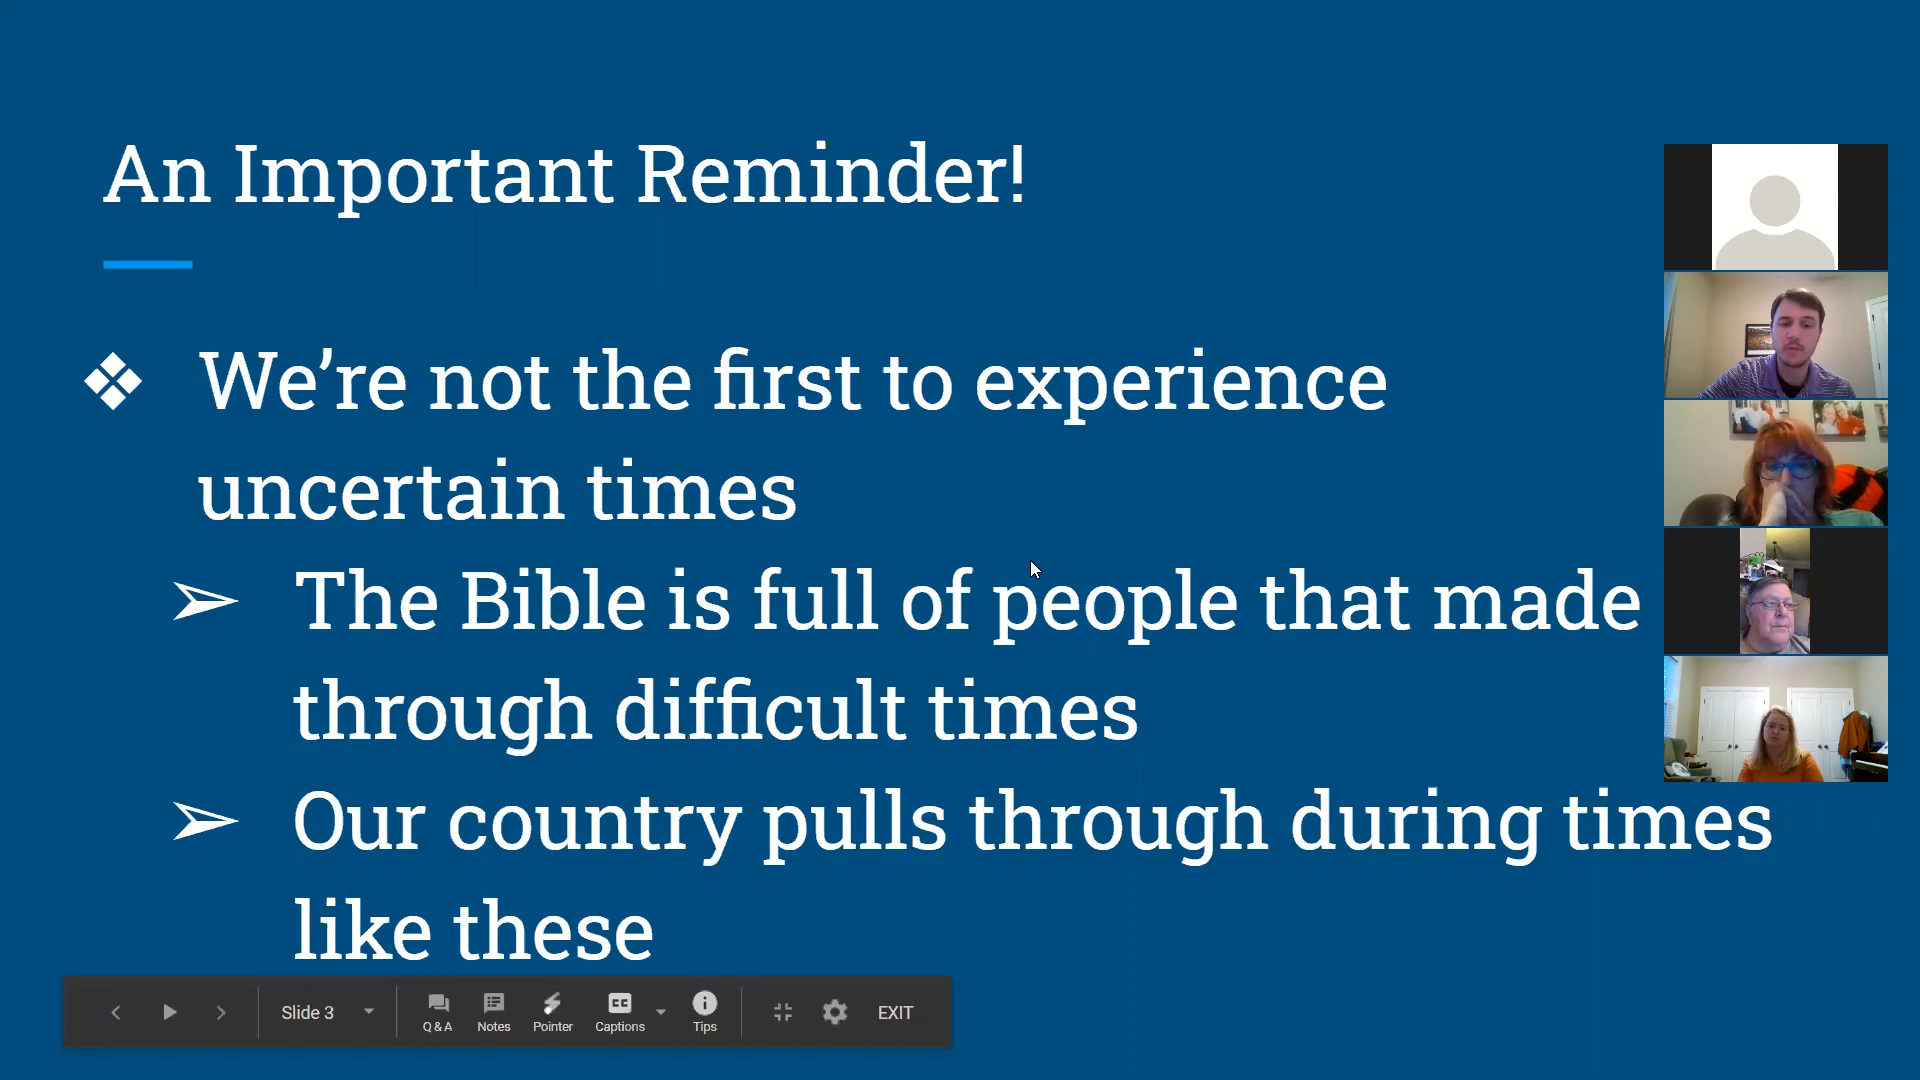 An Important Reminder!
❖ We’re not the first to experience
uncertain times
➢ The Bible is full of people that made
through difficult times
➢ Our country pulls through during times
like these
Slide 3
Q & A
Notes
Pointer
CC
Captions
Tips
EXIT